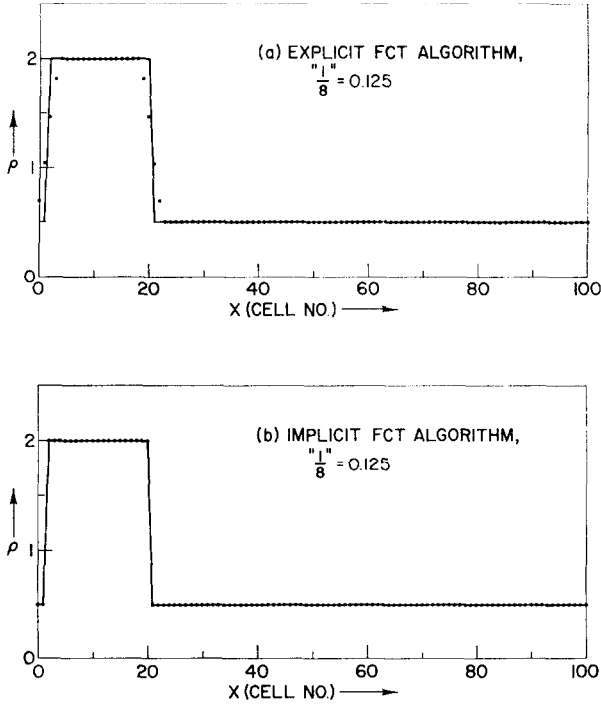 (a) EXPLICIT FCT ALGORITHM,
"1/8" = 0.125
2
ρ 1
0
0 20 40 60 80 100
X (CELL NO.)
(b) IMPLICIT FCT ALGORITHM,
"1/8" = 0.125
2
ρ 1
0
0 20 40 60 80 100
X (CELL NO.)